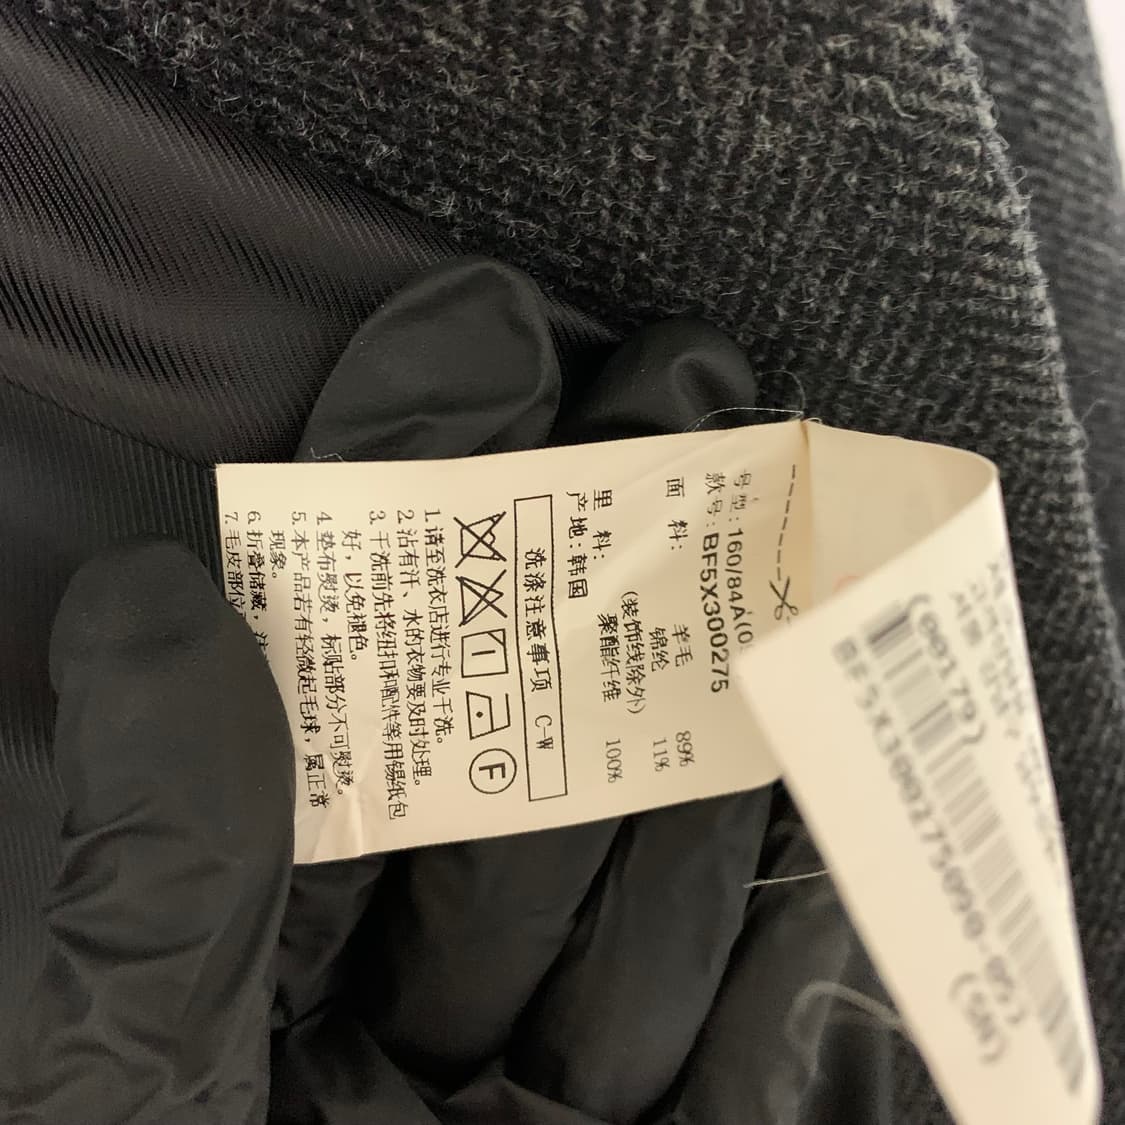 号型:160/84A(0
款号:BF5X300275
面 料: 羊毛 89%
锦纶 11%
(装饰线除外)
里 料: 聚酯纤维 100%
产地:韩国
洗涤注意事项 C-W
F
1.请至洗衣店进行专业干洗。
2.沾有汗、水的衣物要及时处理。
3.干洗前先将纽扣和配件等用锡纸包
好，以免褪色。
4.垫布熨烫，标贴部分不可熨烫。
5.本产品若有轻微起毛球，属正常
现象。
6.折叠储藏，
7.毛皮部位
(00179)
(SN)